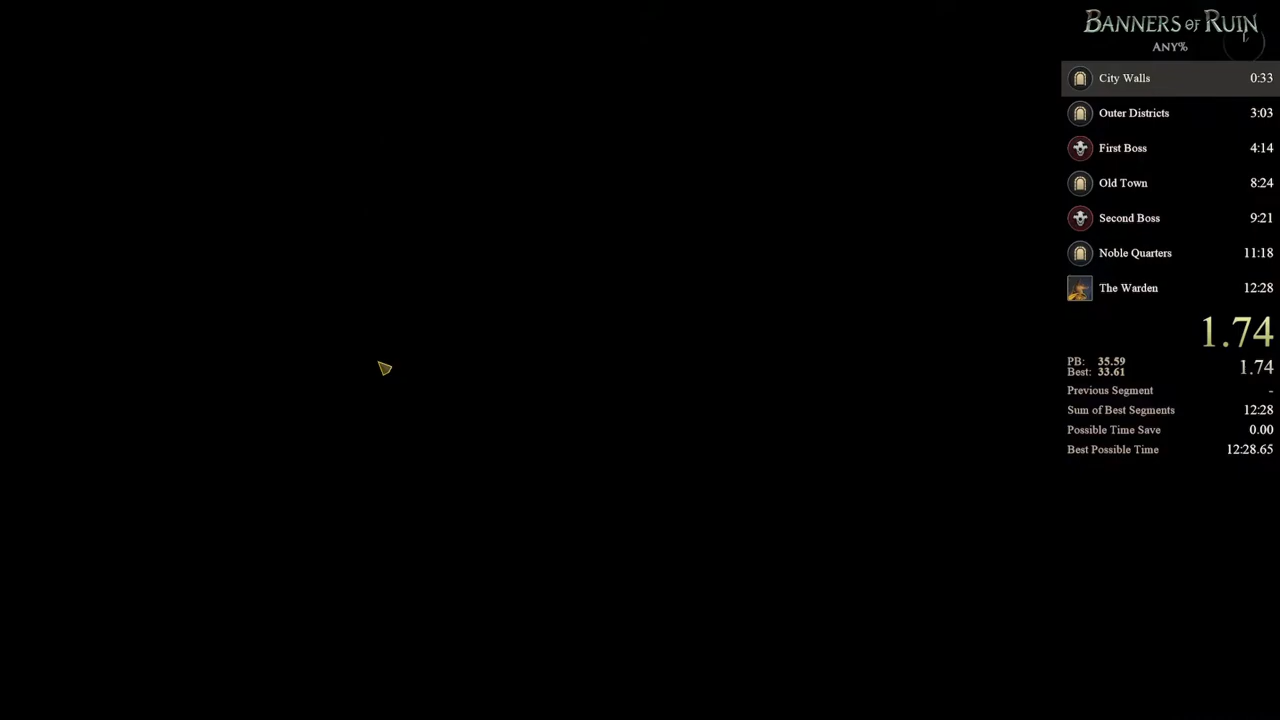 BANNERS OF RUIN
ANY%
City Walls 0:33
Outer Districts 3:03
First Boss 4:14
Old Town 8:24
Second Boss 9:21
Noble Quarters 11:18
The Warden 12:28
1.74
PB: 35.59
Best: 33.61 1.74
Previous Segment -
Sum of Best Segments 12:28
Possible Time Save 0.00
Best Possible Time 12:28.65